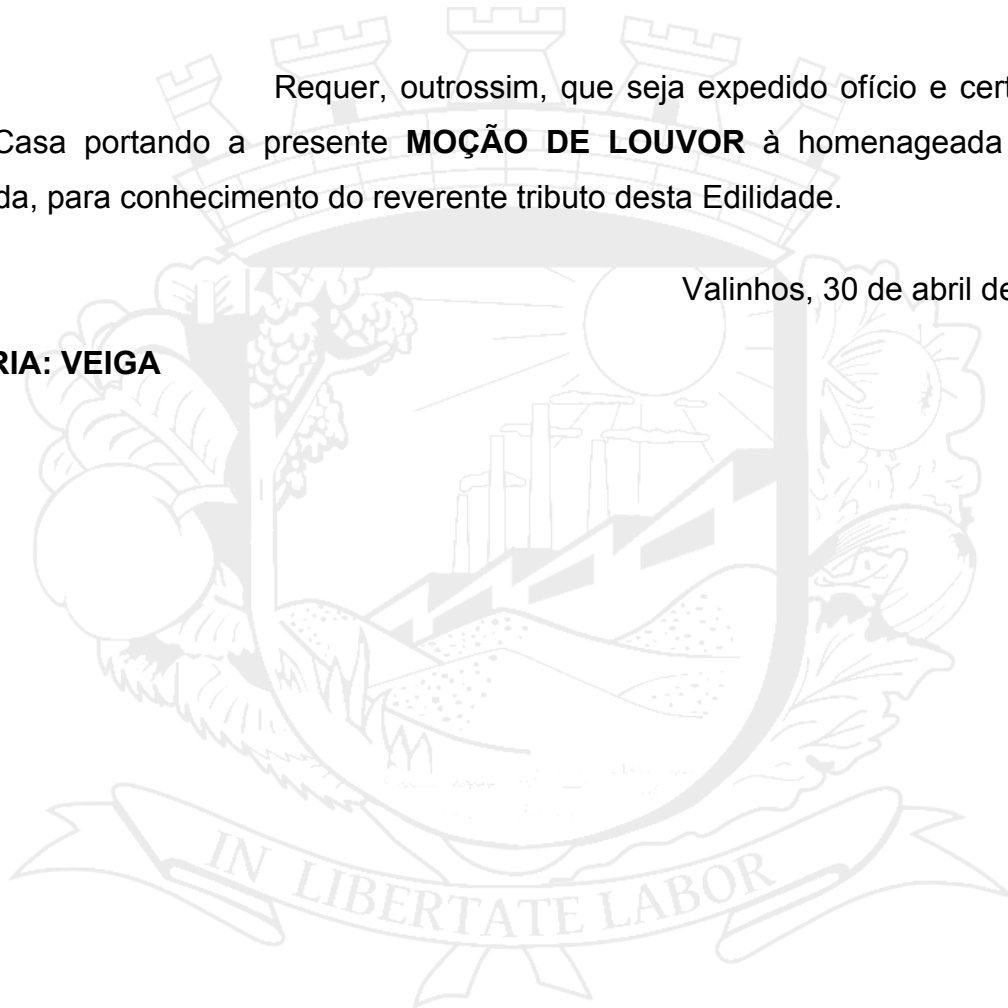 Requer, outrossim, que seja expedido ofício e cert
Casa portando a presente MOÇÃO DE LOUVOR à homenageada
da, para conhecimento do reverente tributo desta Edilidade.
Valinhos, 30 de abril de
RIA: VEIGA
IN LIBERTATE LABOR